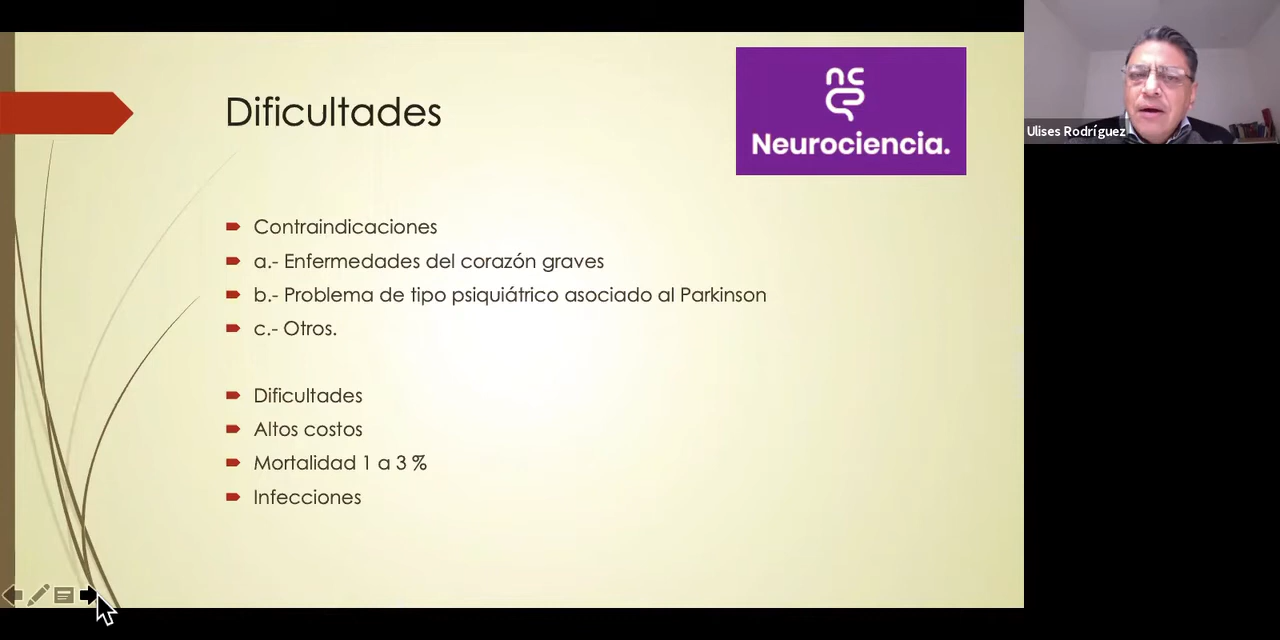 Dificultades
nc
Neurociencia.
Ulises Rodríguez
Contraindicaciones
a.- Enfermedades del corazón graves
b.- Problema de tipo psiquiátrico asociado al Parkinson
c.- Otros.
Dificultades
Altos costos
Mortalidad 1 a 3 %
Infecciones